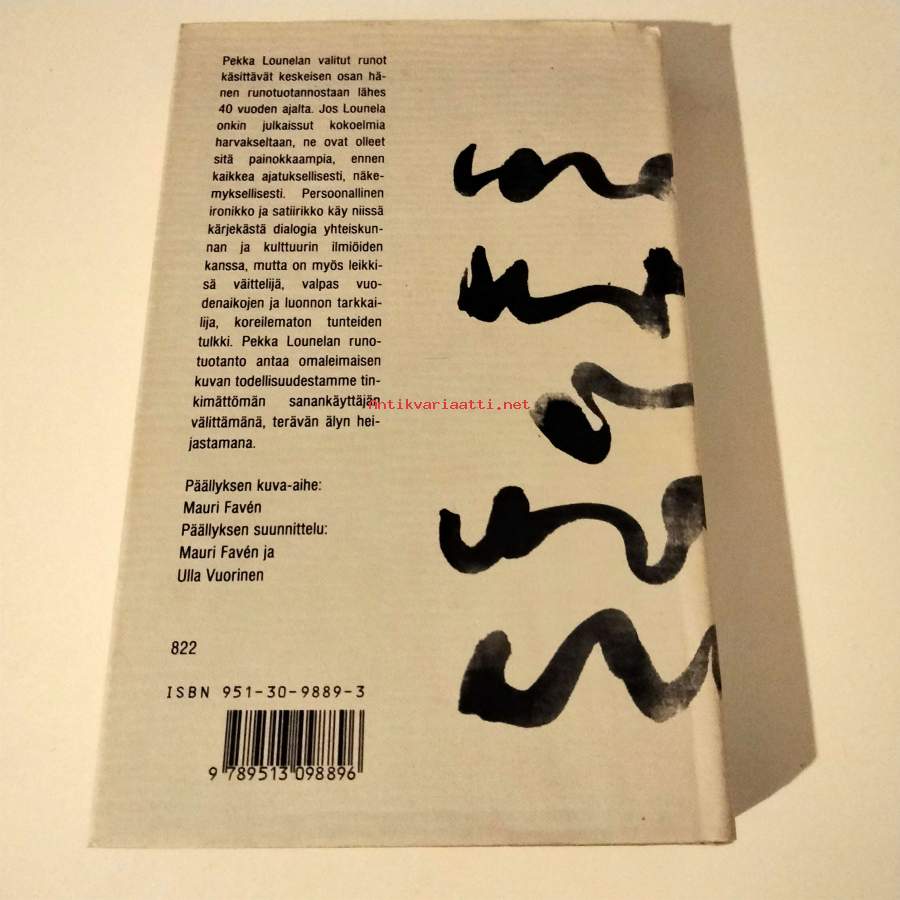 Pekka Lounelan valitut runot
käsittävät keskeisen osan hä-
nen runotuotannostaan lähes
40 vuoden ajalta. Jos Lounela
onkin julkaissut kokoelmia
harvakseltaan, ne ovat olleet
sitä painokkaampia, ennen
kaikkea ajatuksellisesti, näke-
myksellisesti. Persoonallinen
ironikko ja satiirikko käy niissä
kärjekästä dialogia yhteiskun-
nan ja kulttuurin ilmiöiden
kanssa, mutta on myös leikki-
sä väittelijä, valpas vuo-
denaikojen ja luonnon tarkkai-
lija, koreilematon tunteiden
tulkki. Pekka Lounelan runo-
tuotanto antaa omaleimaisen
kuvan todellisuudestamme tin-
kimättömän sanankäyttäjän
Antikvariaatti.net
välittämänä, terävän älyn hei-
jastamana.
Päällyksen kuva-aihe:
Mauri Favén
Päällyksen suunnittelu:
Mauri Favén ja
Ulla Vuorinen
822
ISBN 951-30-9889-3
9 789513 098896